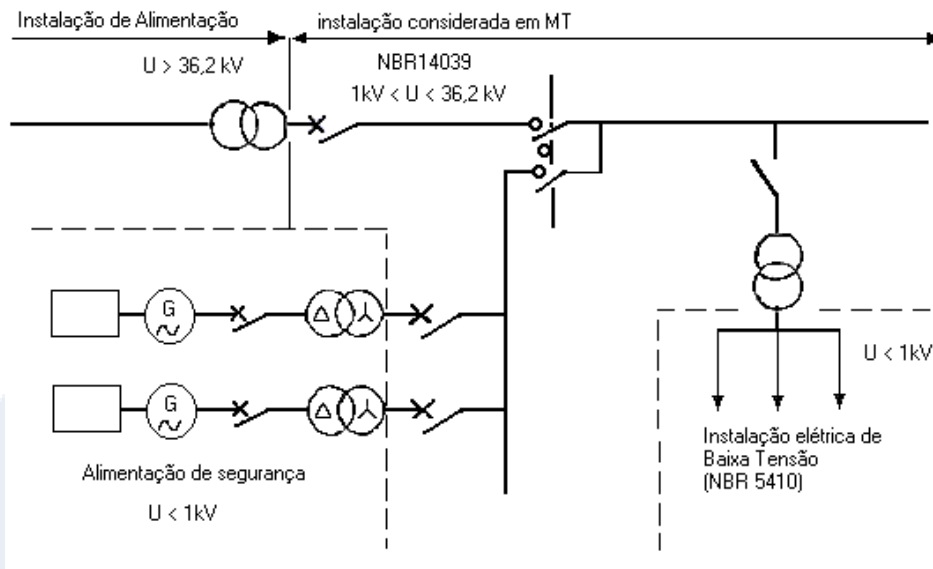 Instalação de Alimentação
instalação considerada em MT
U > 36,2 kV
NBR14039
1kV < U < 36,2 kV
G
G
Alimentação de segurança
U < 1kV
U < 1kV
Instalação elétrica de
Baixa Tensão
(NBR 5410)